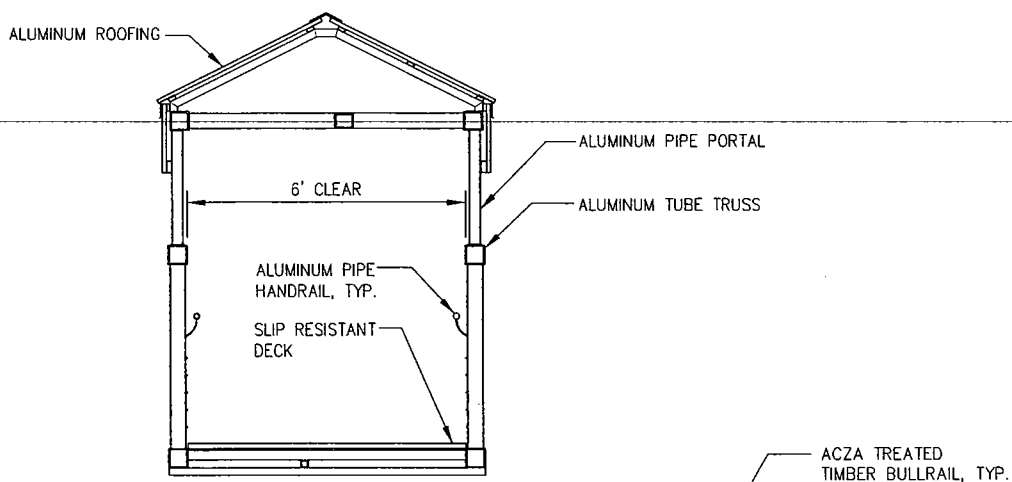 ALUMINUM ROOFING
ALUMINUM PIPE PORTAL
6' CLEAR
ALUMINUM TUBE TRUSS
ALUMINUM PIPE
HANDRAIL, TYP.
SLIP RESISTANT
DECK
ACZA TREATED
TIMBER BULLRAIL, TYP.